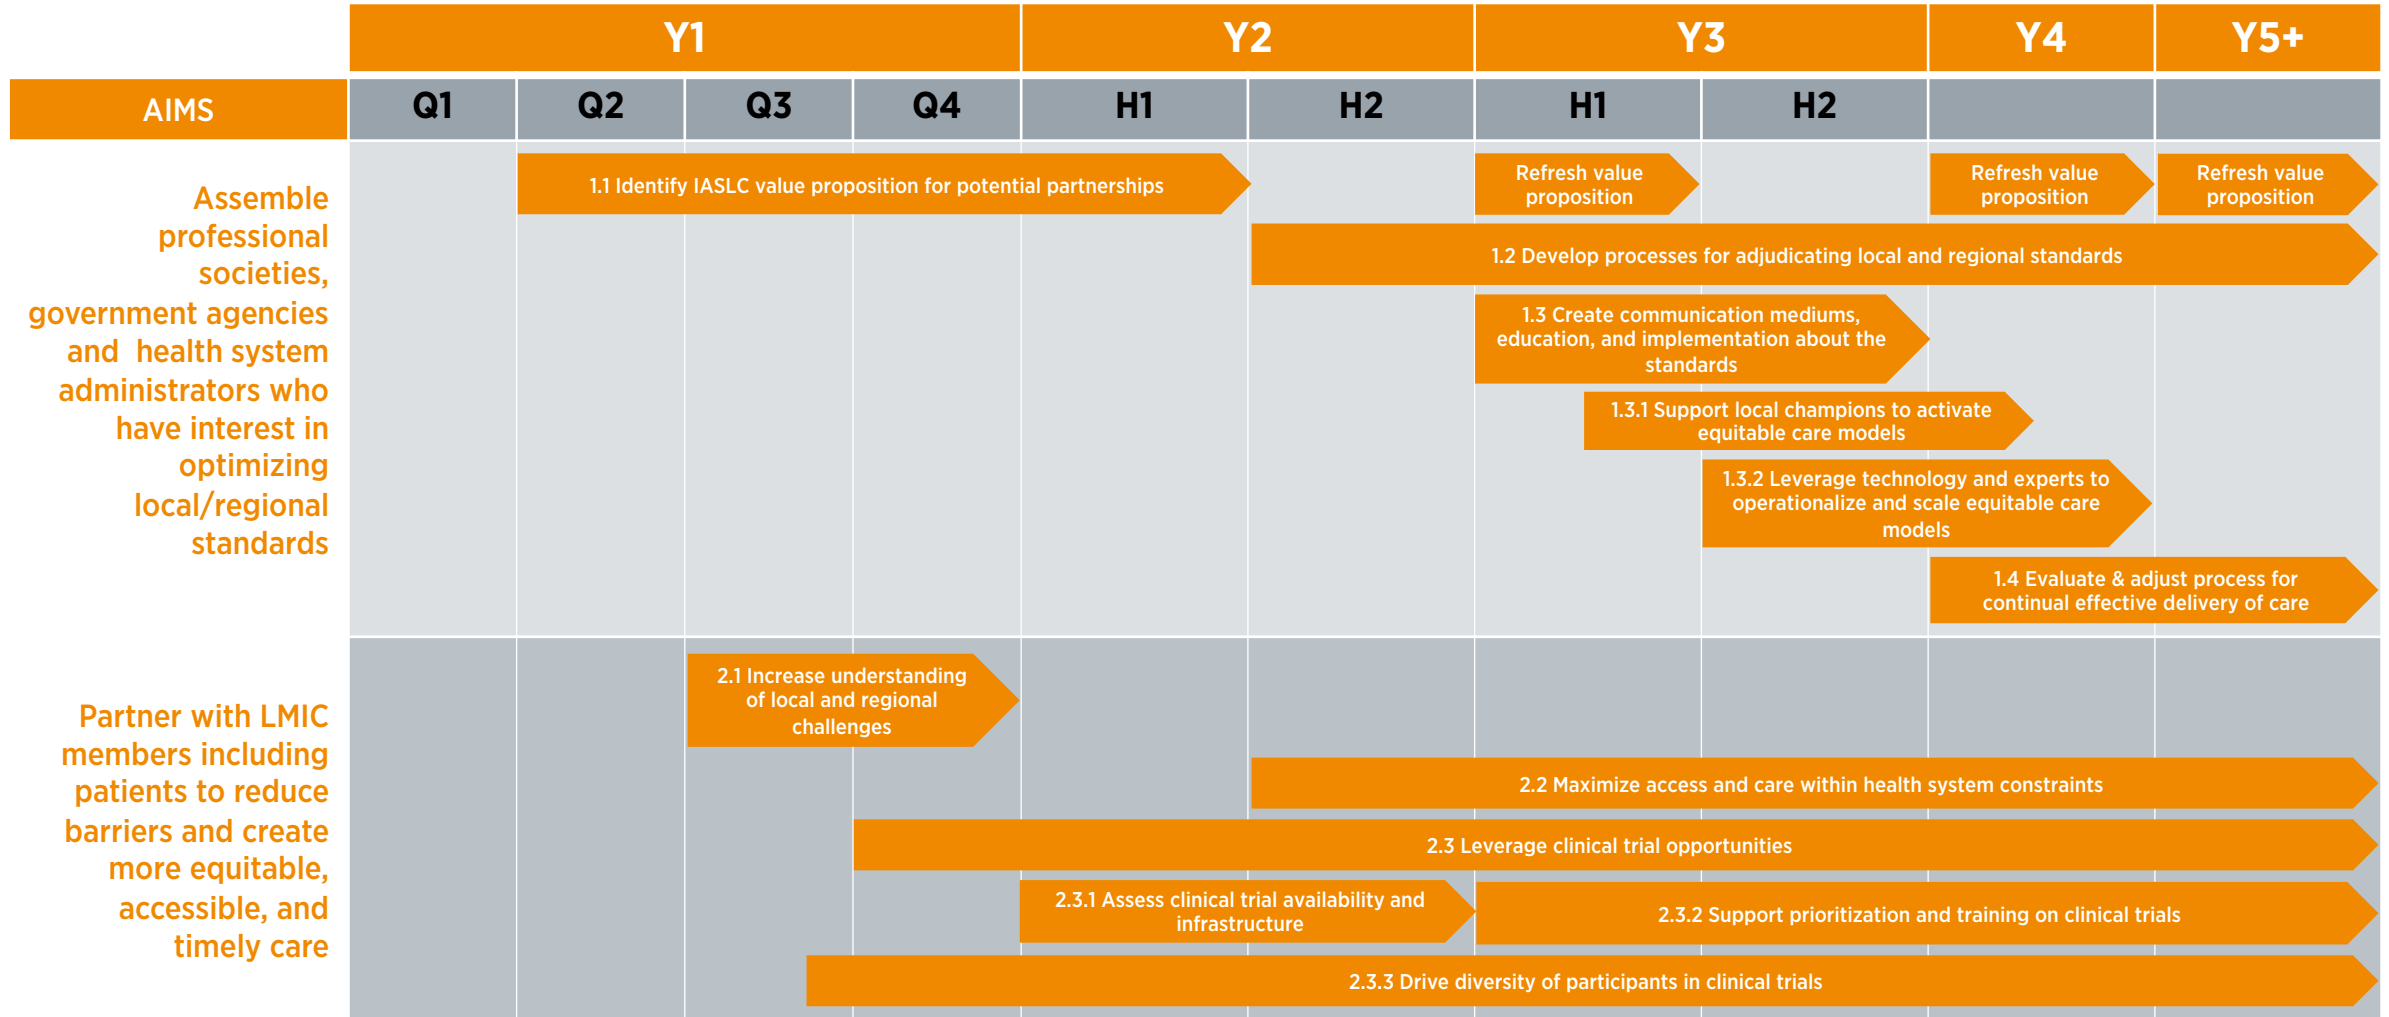 Y1
Y2
Y3
Y4
Y5+
AIMS
Q1
Q2
Q3
Q4
H1
H2
H1
H2
Assemble
professional
societies,
government agencies
and health system
administrators who
have interest in
optimizing
local/regional
standards
1.1 Identify IASLC value proposition for potential partnerships
Refresh value
proposition
Refresh value
proposition
Refresh value
proposition
1.2 Develop processes for adjudicating local and regional standards
1.3 Create communication mediums,
education, and implementation about the
standards
1.3.1 Support local champions to activate
equitable care models
1.3.2 Leverage technology and experts to
operationalize and scale equitable care
models
1.4 Evaluate & adjust process for
continual effective delivery of care
Partner with LMIC
members including
patients to reduce
barriers and create
more equitable,
accessible, and
timely care
2.1 Increase understanding
of local and regional
challenges
2.2 Maximize access and care within health system constraints
2.3 Leverage clinical trial opportunities
2.3.1 Assess clinical trial availability and
infrastructure
2.3.2 Support prioritization and training on clinical trials
2.3.3 Drive diversity of participants in clinical trials